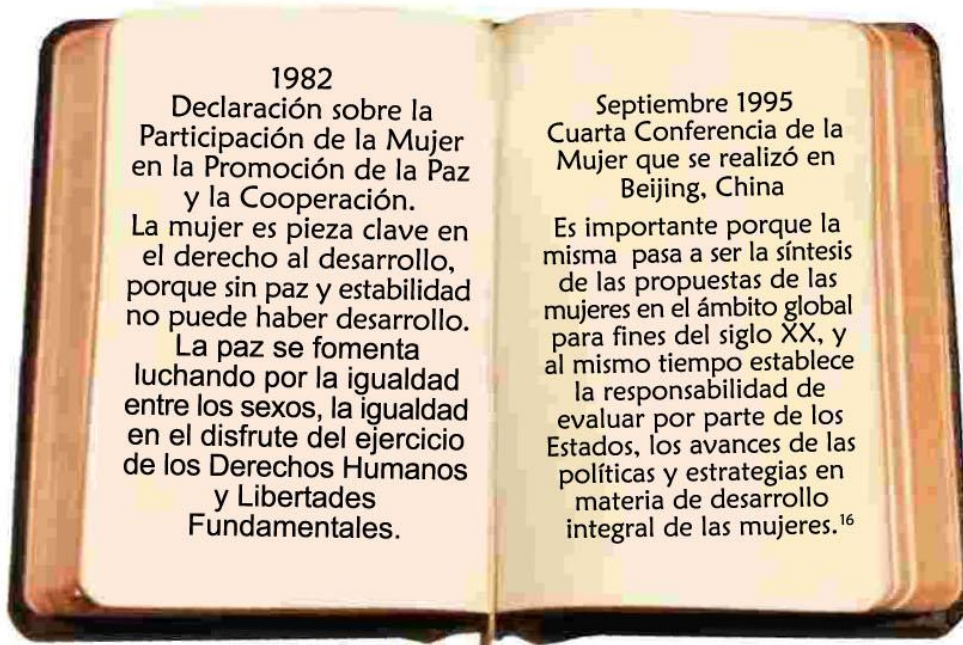 1982
Declaración sobre la
Participación de la Mujer
en la Promoción de la Paz
y la Cooperación.
La mujer es pieza clave en
el derecho al desarrollo,
porque sin paz y estabilidad
no puede haber desarrollo.
La paz se fomenta
luchando por la igualdad
entre los sexos, la igualdad
en el disfrute del ejercicio
de los Derechos Humanos
y Libertades
Fundamentales.
Septiembre 1995
Cuarta Conferencia de la
Mujer que se realizó en
Beijing, China
Es importante porque la
misma pasa a ser la síntesis
de las propuestas de las
mujeres en el ámbito global
para fines del siglo XX, y
al mismo tiempo establece
la responsabilidad de
evaluar por parte de los
Estados, los avances de las
políticas y estrategias en
materia de desarrollo
integral de las mujeres.¹⁶